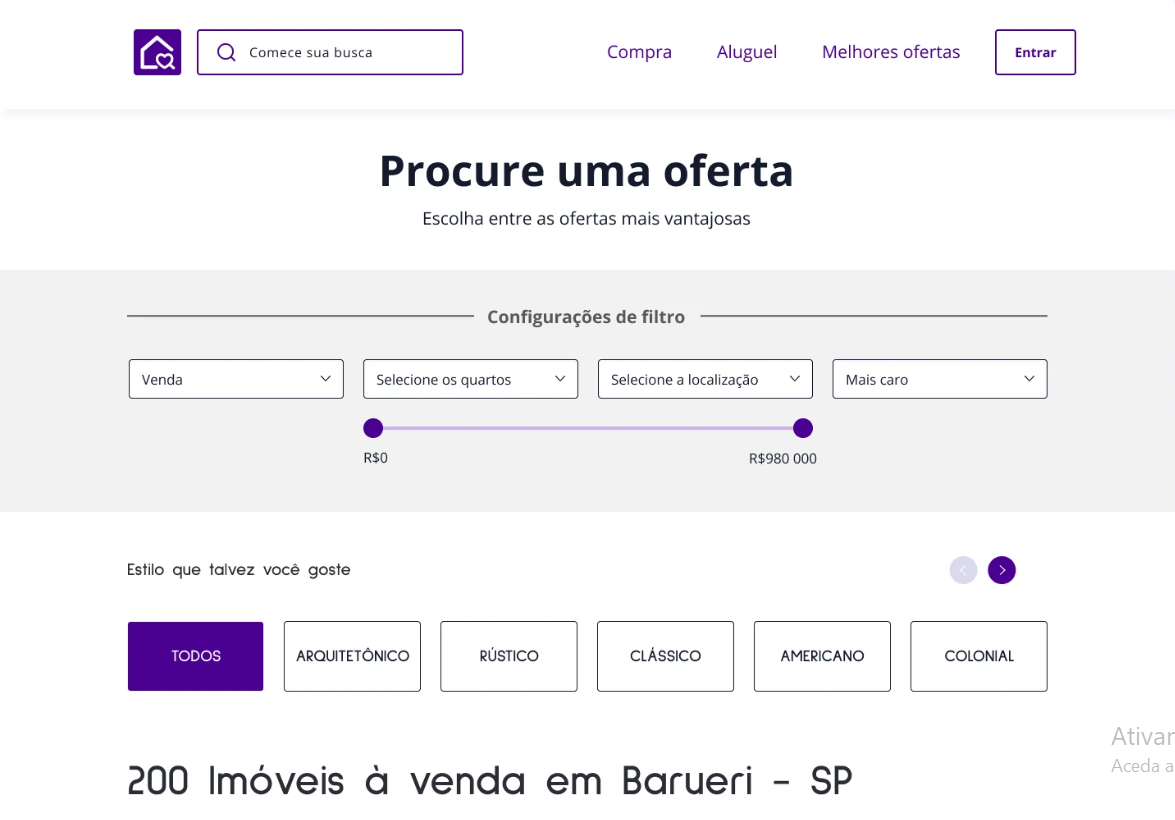 Comece sua busca
Compra Aluguel Melhores ofertas Entrar
Procure uma oferta
Escolha entre as ofertas mais vantajosas
Configurações de filtro
Venda Selecione os quartos Selecione a localização Mais caro
R$0 R$980 000
Estilo que talvez você goste
TODOS ARQUITETÔNICO RÚSTICO CLÁSSICO AMERICANO COLONIAL
Ativar
Aceda a
200 Imóveis à venda em Barueri - SP